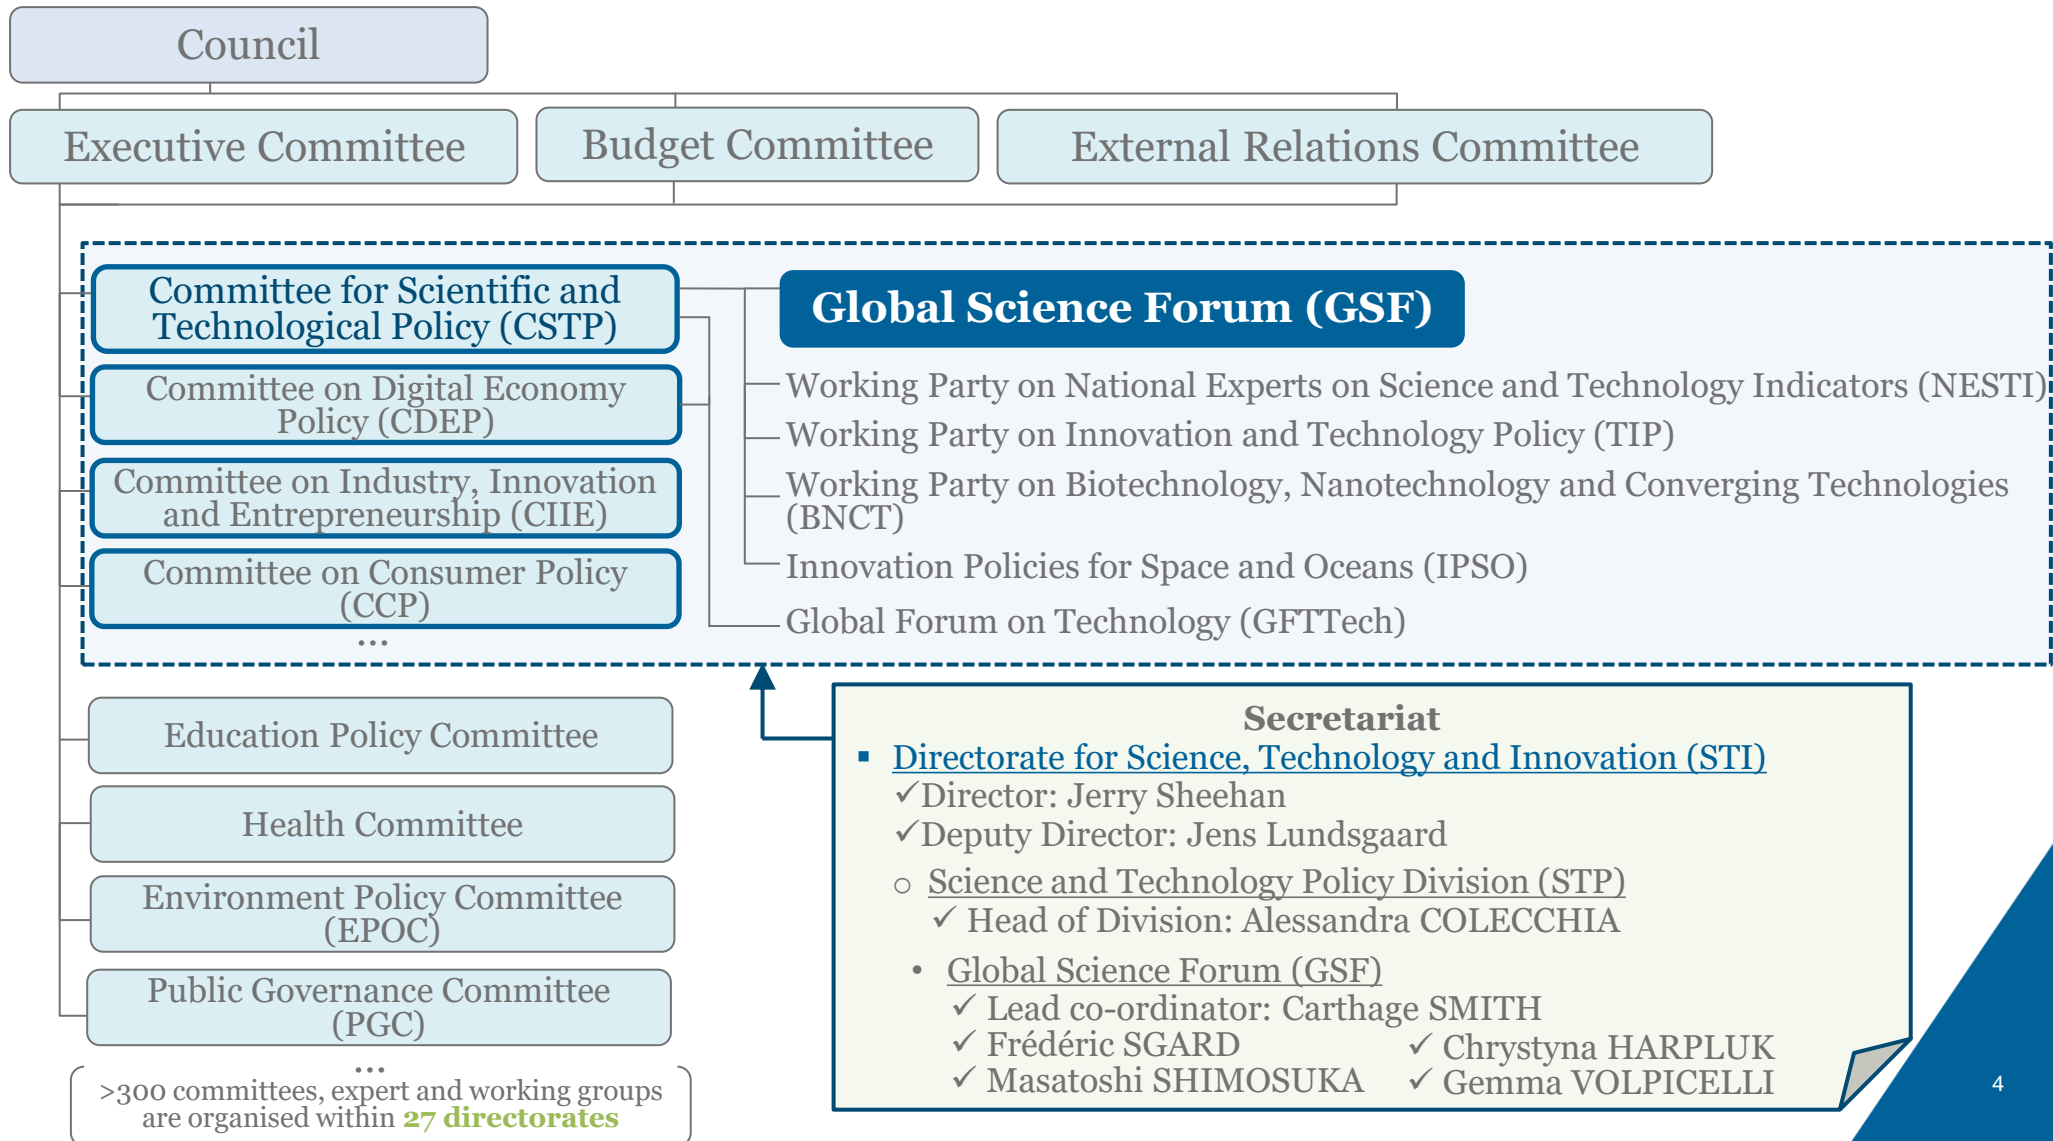 Council
Executive Committee
Budget Committee
External Relations Committee
Committee for Scientific and
Technological Policy (CSTP)
Committee on Digital Economy
Policy (CDEP)
Committee on Industry, Innovation
and Entrepreneurship (CIIE)
Committee on Consumer Policy
(CCP)
...
Global Science Forum (GSF)
Working Party on National Experts on Science and Technology Indicators (NESTI)
Working Party on Innovation and Technology Policy (TIP)
Working Party on Biotechnology, Nanotechnology and Converging Technologies
(BNCT)
Innovation Policies for Space and Oceans (IPSO)
Global Forum on Technology (GFTTech)
Education Policy Committee
Health Committee
Environment Policy Committee
(EPOC)
Public Governance Committee
(PGC)
...
>300 committees, expert and working groups
are organised within 27 directorates
Secretariat
▪ Directorate for Science, Technology and Innovation (STI)
✓Director: Jerry Sheehan
✓Deputy Director: Jens Lundsgaard
○ Science and Technology Policy Division (STP)
✓ Head of Division: Alessandra COLECCHIA
• Global Science Forum (GSF)
✓ Lead co-ordinator: Carthage SMITH
✓ Frédéric SGARD ✓ Chrystyna HARPLUK
✓ Masatoshi SHIMOSUKA ✓ Gemma VOLPICELLI
4